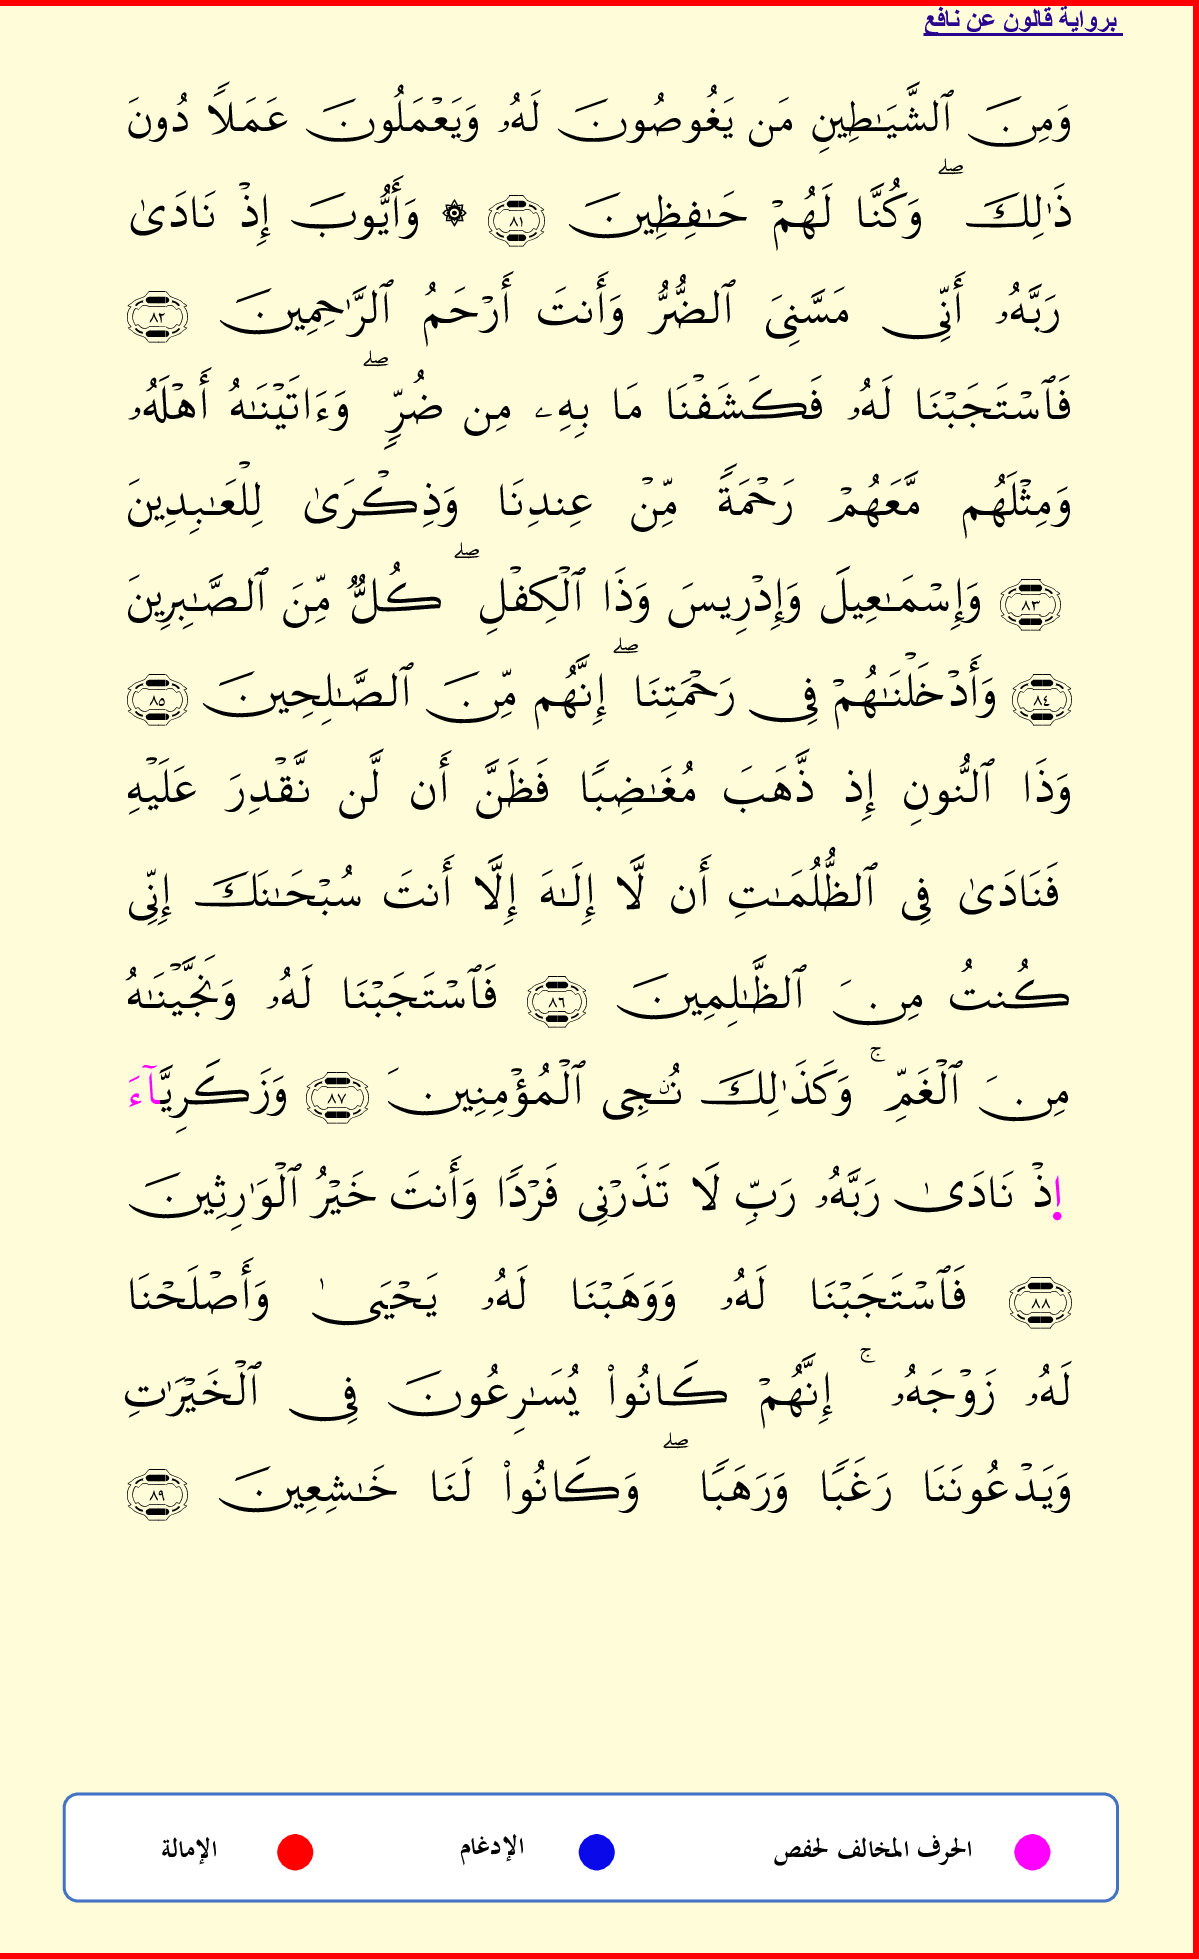 برواية قالون عن نافع
وَمِنَ ٱلشَّيَـٰطِينِ مَن يَغُوصُونَ لَهُۥ وَيَعۡمَلُونَ عَمَلاً دُونَ
ذَٰلِكَۖ وَكُنَّا لَهُمۡ حَـٰفِظِينَ ٨١ ۞ وَأَيُّوبَ إِذۡ نَادَىٰ
رَبَّهُۥ أَنِّى مَسَّنِىَ ٱلضُّرُّ وَأَنتَ أَرۡحَمُ ٱلرَّٰحِمِينَ ٨٢
فَٱسۡتَجَبۡنَا لَهُۥ فَكَشَفۡنَا مَا بِهِۦ مِن ضُرٍّۖ وَءَاتَيۡنَـٰهُ أَهۡلَهُۥ
وَمِثۡلَهُم مَّعَهُمۡ رَحۡمَةً مِّنۡ عِندِنَا وَذِكۡرَىٰ لِلۡعَـٰبِدِينَ
٨٣ وَإِسۡمَـٰعِيلَ وَإِدۡرِيسَ وَذَا ٱلۡكِفۡلِۖ كُلٌّ مِّنَ ٱلصَّـٰبِرِينَ
٨٤ وَأَدۡخَلۡنَـٰهُمۡ فِى رَحۡمَتِنَاۖ إِنَّهُم مِّنَ ٱلصَّـٰلِحِينَ ٨٥
وَذَا ٱلنُّونِ إِذ ذَّهَبَ مُغَـٰضِبًا فَظَنَّ أَن لَّن نَّقۡدِرَ عَلَيۡهِ
فَنَادَىٰ فِى ٱلظُّلُمَـٰتِ أَن لَّا إِلَـٰهَ إِلَّا أَنتَ سُبۡحَـٰنَكَ إِنِّى
كُنتُ مِنَ ٱلظَّـٰلِمِينَ ٨٦ فَٱسۡتَجَبۡنَا لَهُۥ وَنَجَّيۡنَـٰهُ
مِنَ ٱلۡغَمِّۚ وَكَذَٰلِكَ نُـۨجِى ٱلۡمُؤۡمِنِينَ ٨٧ وَزَكَرِيَّآءَ
إِذۡ نَادَىٰ رَبَّهُۥ رَبِّ لَا تَذَرۡنِى فَرۡدًا وَأَنتَ خَيۡرُ ٱلۡوَٰرِثِينَ
٨٨ فَٱسۡتَجَبۡنَا لَهُۥ وَوَهَبۡنَا لَهُۥ يَحۡيَىٰ وَأَصۡلَحۡنَا
لَهُۥ زَوۡجَهُۥۚ إِنَّهُمۡ كَانُواْ يُسَـٰرِعُونَ فِى ٱلۡخَيۡرَٰتِ
وَيَدۡعُونَنَا رَغَبًا وَرَهَبًاۖ وَكَانُواْ لَنَا خَـٰشِعِينَ ٨٩
الحرف المخالف لحفص الإدغام الإمالة